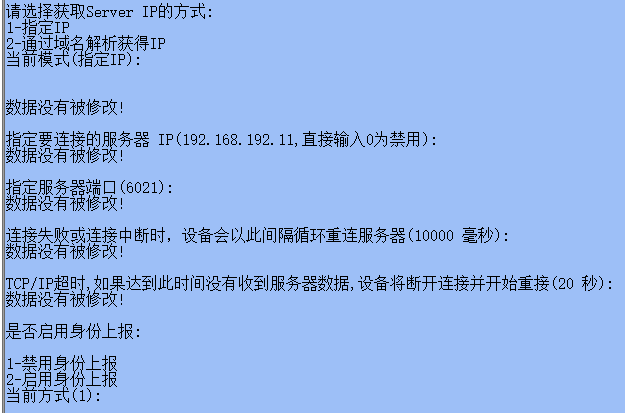 请选择获取Server IP的方式:
1-指定IP
2-通过域名解析获得IP
当前模式(指定IP):
数据没有被修改!
指定要连接的服务器 IP(192.168.192.11,直接输入0为禁用):
数据没有被修改!
指定服务器端口(6021):
数据没有被修改!
连接失败或连接中断时，设备会以此间隔循环重连服务器(10000 毫秒):
数据没有被修改!
TCP/IP超时,如果达到此时间没有收到服务器数据,设备将断开连接并开始重接(20 秒):
数据没有被修改!
是否启用身份上报:
1-禁用身份上报
2-启用身份上报
当前方式(1):